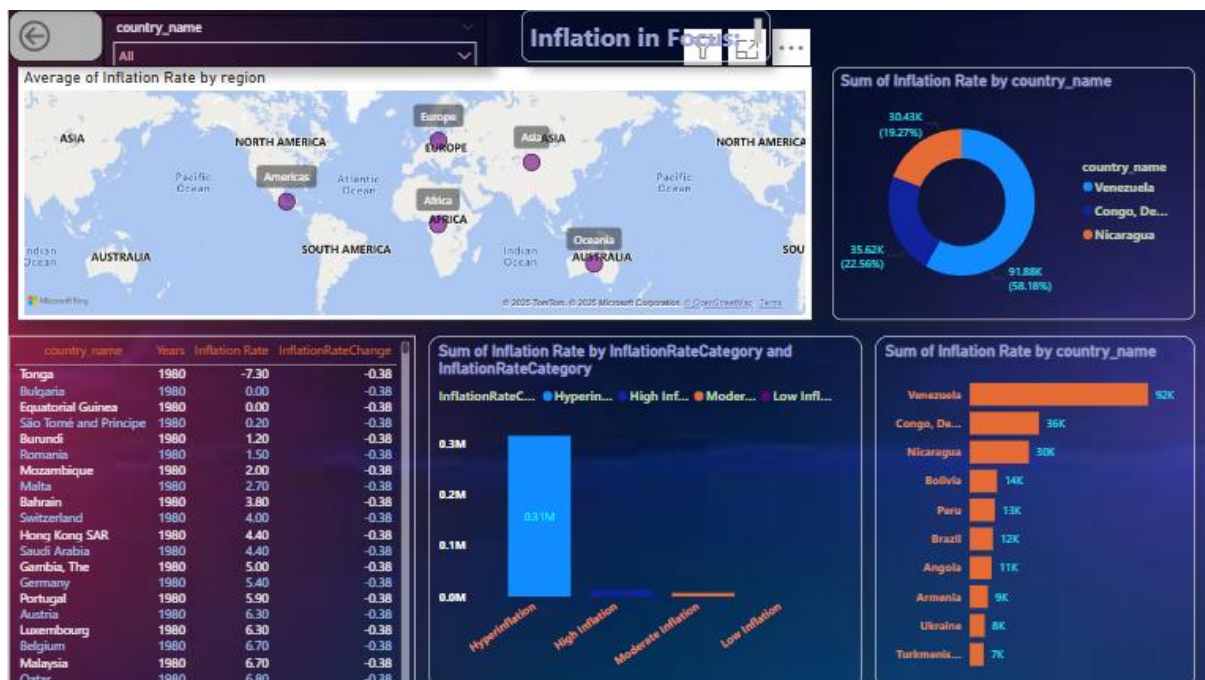 country_name
All
Inflation in Focus:
Average of Inflation Rate by region
Europe
ASIA
NORTH AMERICA
EUROPE
Asia
ASIA
NORTH AMERICA
Pacific
Ocean
Americas
Atlantic
Ocean
Pacific
Ocean
Africa
AFRICA
Oceania
Indian
Ocean
AUSTRALIA
SOUTH AMERICA
Indian
Ocean
AUSTRALIA
SOU
Microsoft Bing
© 2025 TomTom, © 2025 Microsoft Corporation, © OpenStreetMap Terms
Sum of Inflation Rate by country_name
30.43K
(19.27%)
35.62K
(22.56%)
91.88K
(58.18%)
country_name
Venezuela
Congo, De...
Nicaragua
country_name Years Inflation Rate InflationRateChange
Tonga 1980 -7.30 -0.38
Bulgaria 1980 0.00 -0.38
Equatorial Guinea 1980 0.00 -0.38
São Tomé and Príncipe 1980 0.20 -0.38
Burundi 1980 1.20 -0.38
Romania 1980 1.50 -0.38
Mozambique 1980 2.00 -0.38
Malta 1980 2.70 -0.38
Bahrain 1980 3.80 -0.38
Switzerland 1980 4.00 -0.38
Hong Kong SAR 1980 4.40 -0.38
Saudi Arabia 1980 4.40 -0.38
Gambia, The 1980 5.00 -0.38
Germany 1980 5.40 -0.38
Portugal 1980 5.90 -0.38
Austria 1980 6.30 -0.38
Luxembourg 1980 6.30 -0.38
Belgium 1980 6.70 -0.38
Malaysia 1980 6.70 -0.38
Qatar 1980 6.80 -0.38
Sum of Inflation Rate by InflationRateCategory and
InflationRateCategory
InflationRateC... Hyperin... High Inf... Moder... Low Infl...
0.3M
0.2M
0.1M
0.0M
0.31M
Hyperinflation
High Inflation
Moderate Inflation
Low Inflation
Sum of Inflation Rate by country_name
Venezuela 92K
Congo, De... 36K
Nicaragua 30K
Bolivia 14K
Peru 13K
Brazil 12K
Angola 11K
Armenia 9K
Ukraine 8K
Turkmenis... 7K